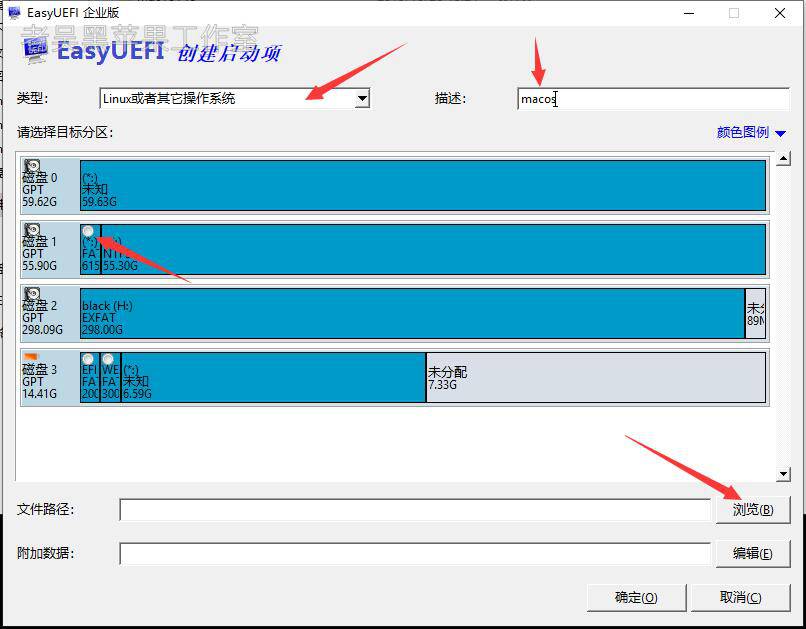 EasyUEFI 企业版
老吴黑苹果工作室
EasyUEFI 创建启动项
类型:
Linux或者其它操作系统
描述:
macos
请选择目标分区:
颜色图例
磁盘 0
GPT
59.62G
(*:)
未知
59.63G
磁盘 1
GPT
55.90G
(*:)
FA
615
55.30G
磁盘 2
GPT
298.09G
black (H:)
EXFAT
298.00G
未分
89M
磁盘 3
GPT
14.41G
EFI
FA
200
WE
FA
300
(*:)
未知
6.59G
未分配
7.33G
文件路径:
浏览(B)
附加数据:
编辑(E)
确定(O)
取消(C)